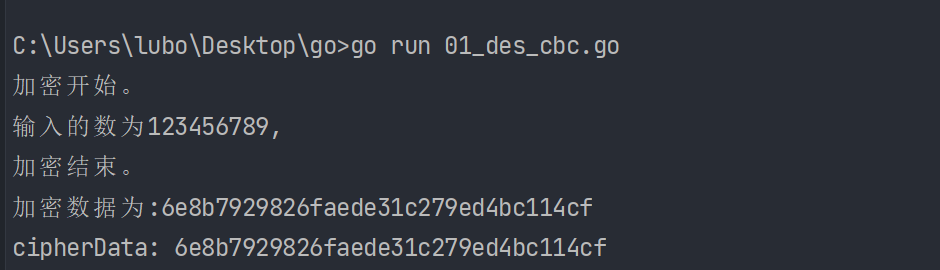 C:\Users\lubo\Desktop\go>go run 01_des_cbc.go
加密开始。
输入的数为123456789,
加密结束。
加密数据为:6e8b7929826faede31c279ed4bc114cf
cipherData: 6e8b7929826faede31c279ed4bc114cf